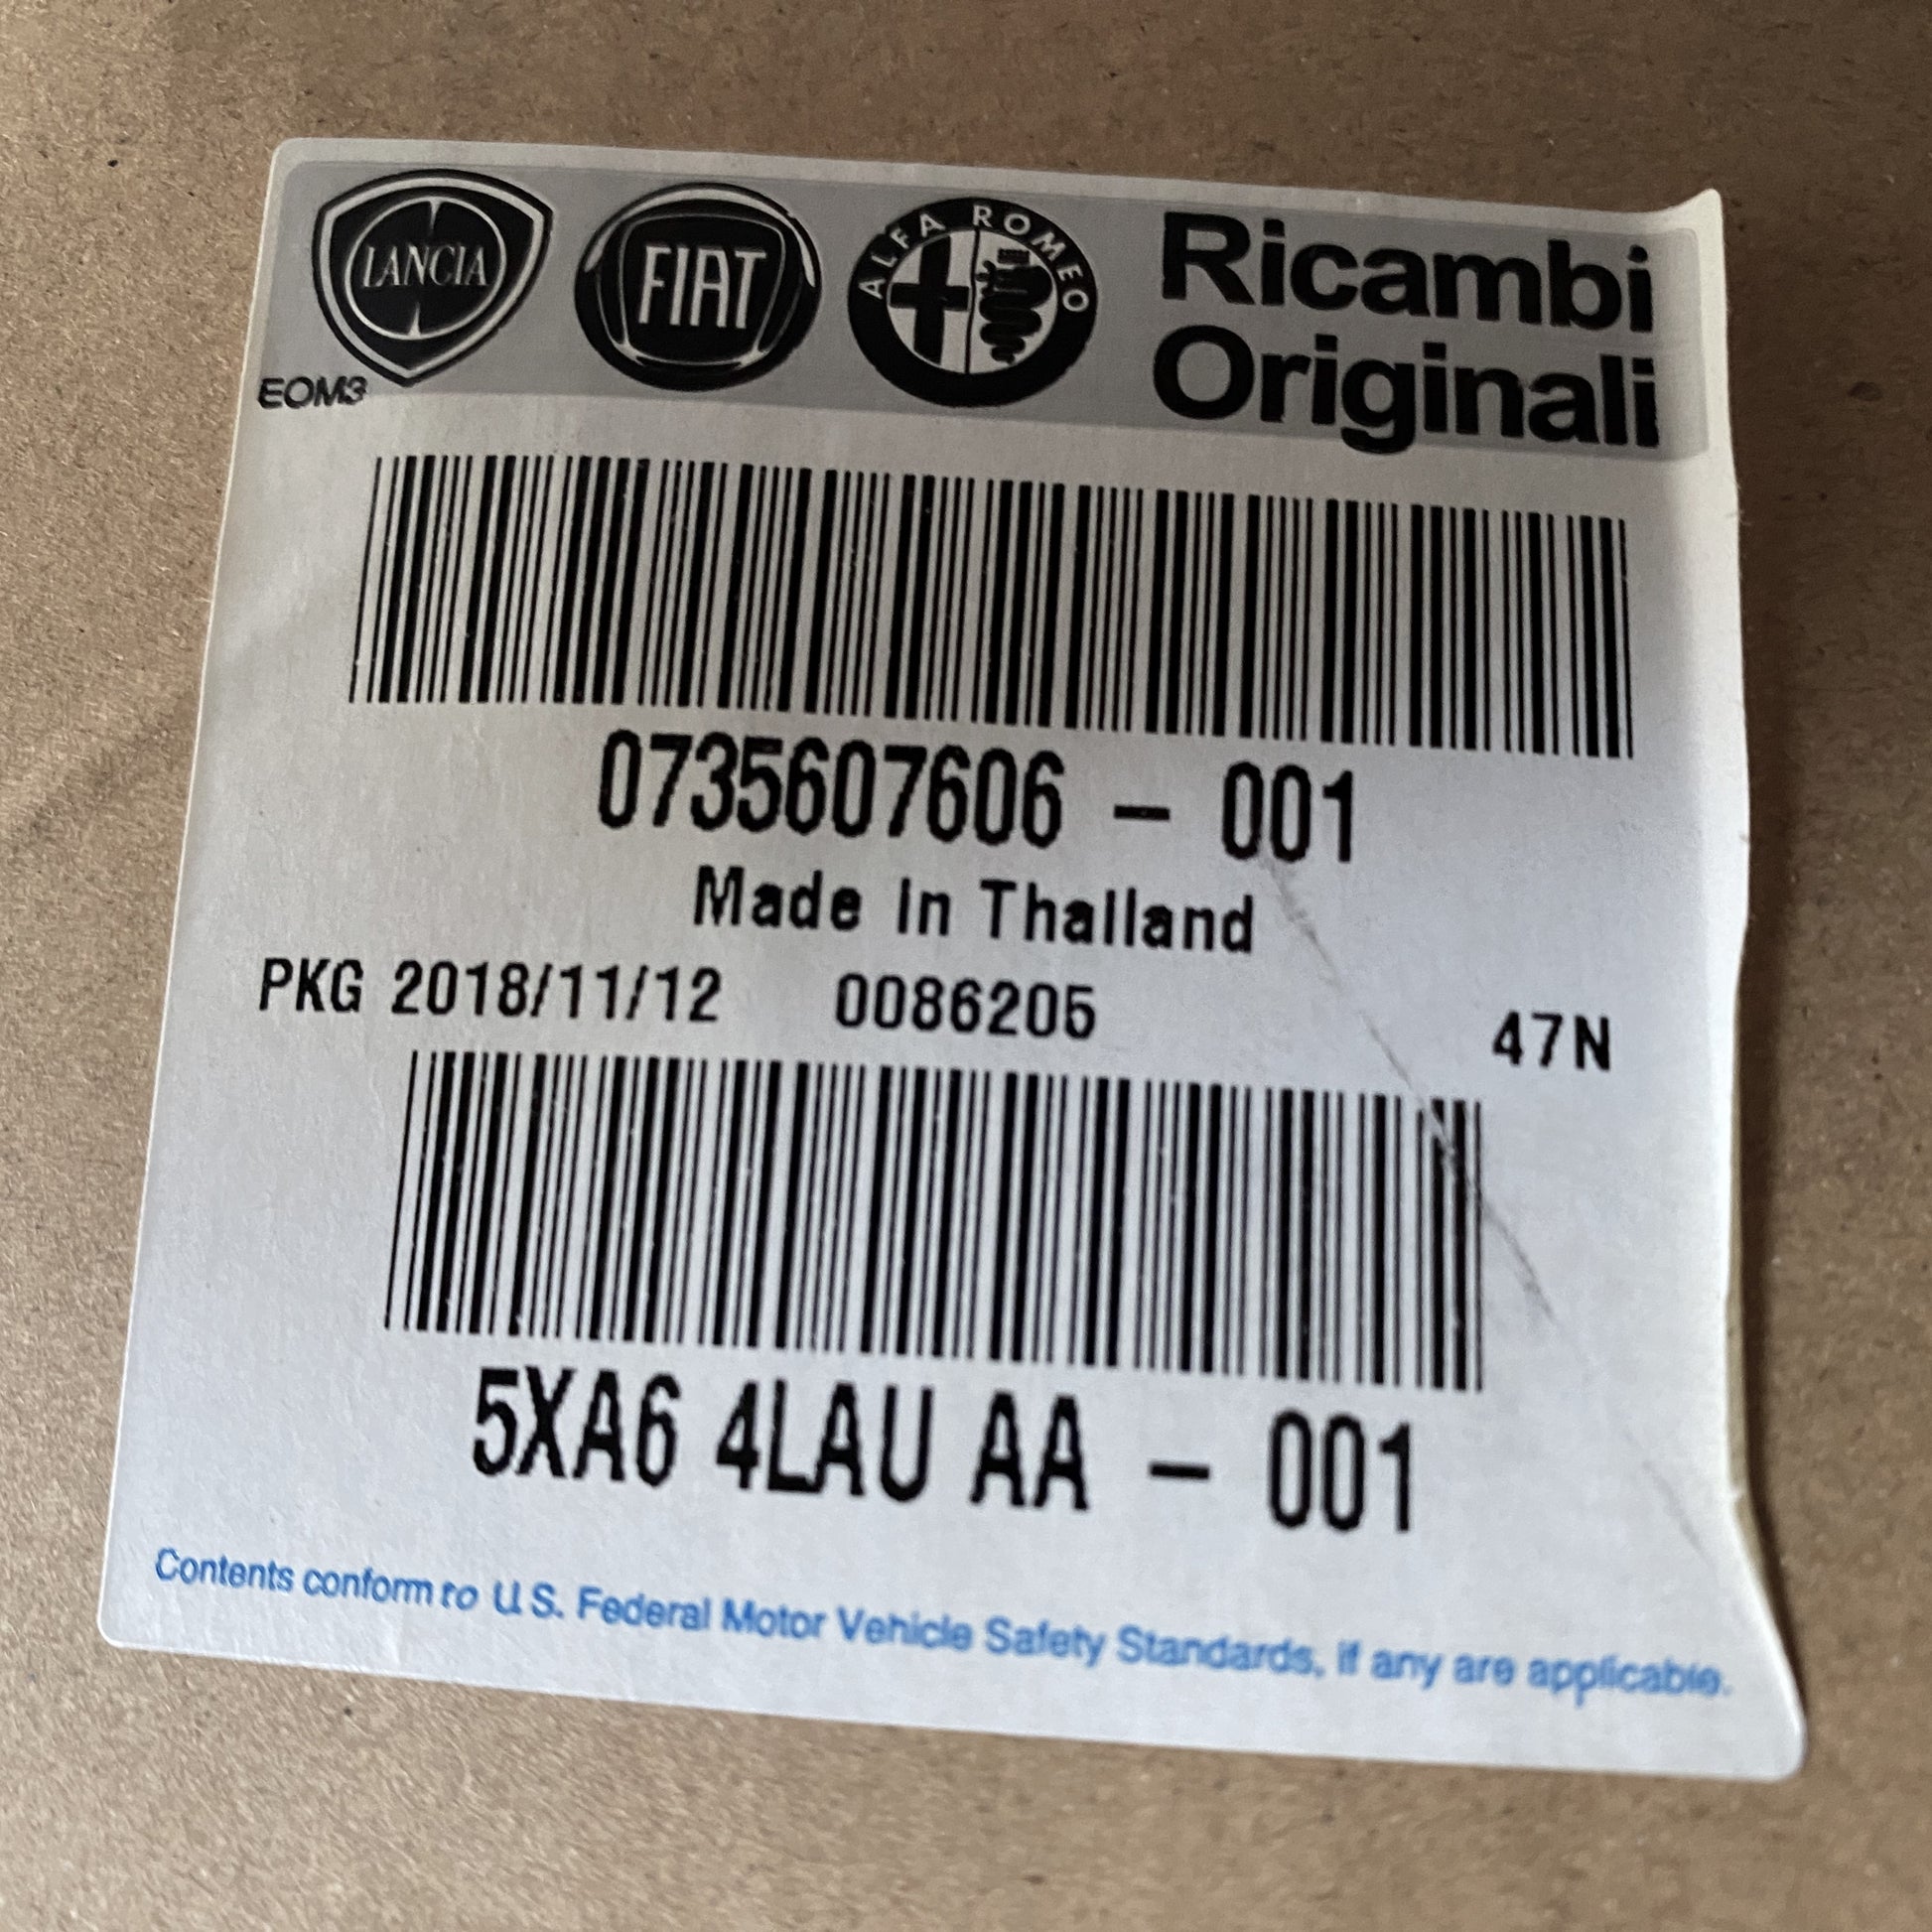 LANCIA
FIAT
ALFA ROMEO
Ricambi
Originali
EOM3
0735607606 – 001
Made in Thailand
PKG 2018/11/12 0086205 47N
5XA6 4LAU AA – 001
Contents conform to U.S. Federal Motor Vehicle Safety Standards, if any are applicable.